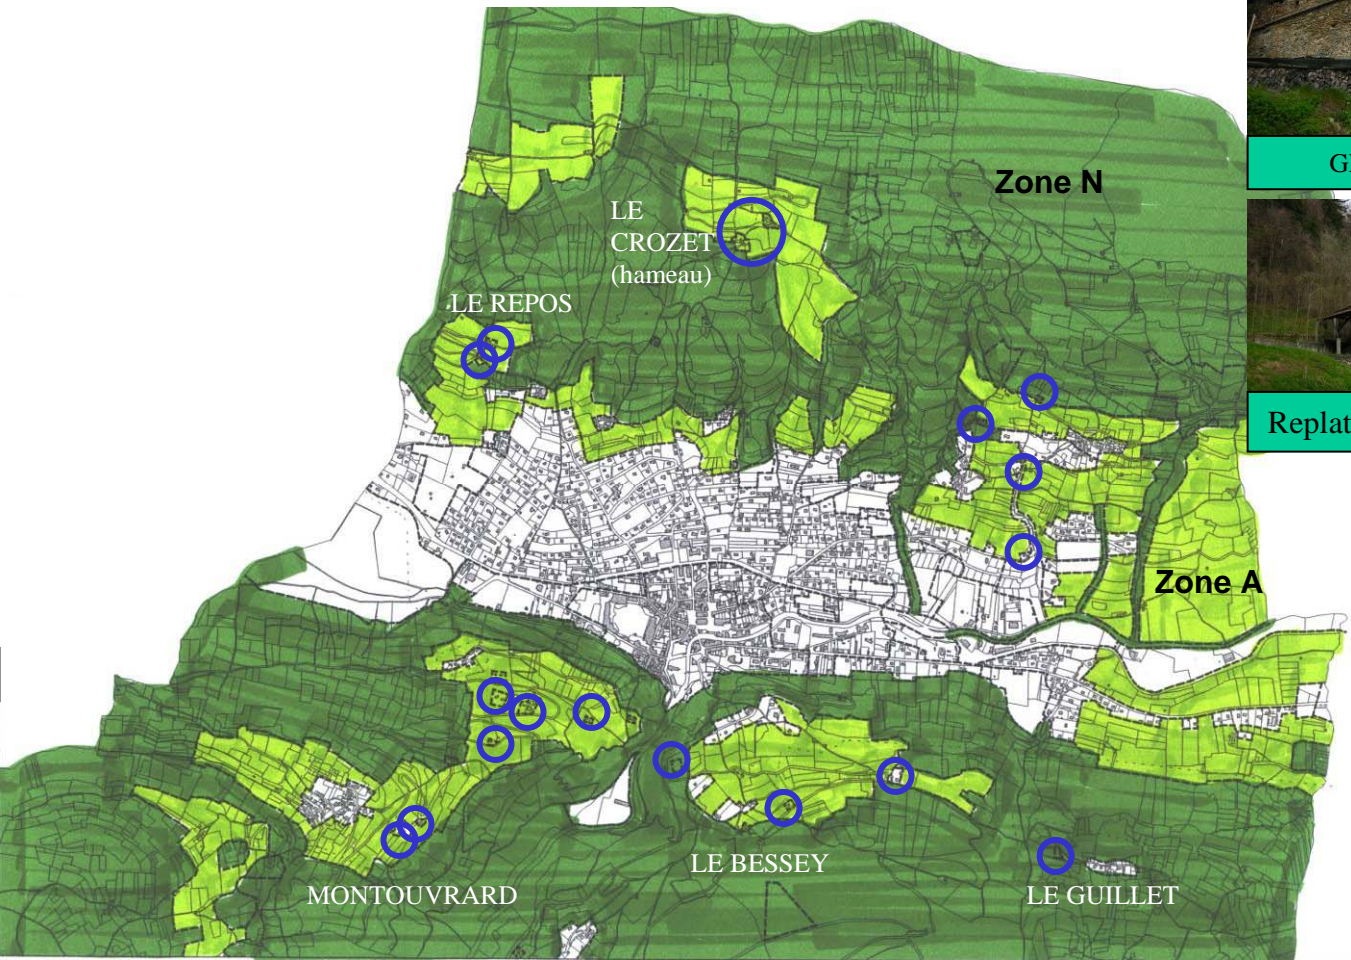 Zone N
LE
CROZET
(hameau)
LE REPOS
Replat
Zone A
LE BESSEY
MONTOUVRARD
LE GUILLET